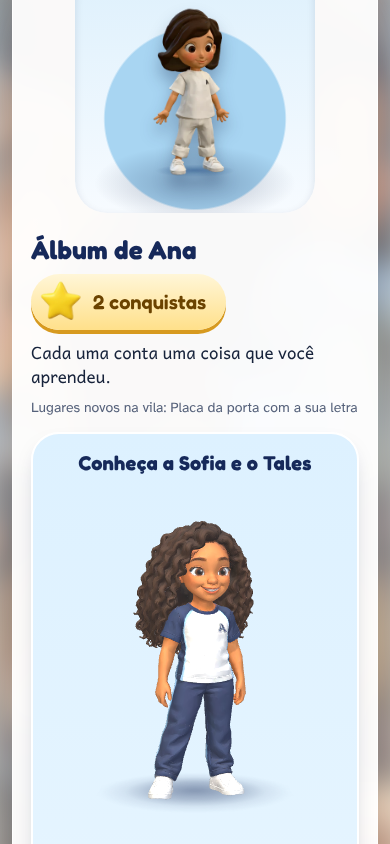 Álbum de Ana
2 conquistas
Cada uma conta uma coisa que você
aprendeu.
Lugares novos na vila: Placa da porta com a sua letra
Conheça a Sofia e o Tales
A